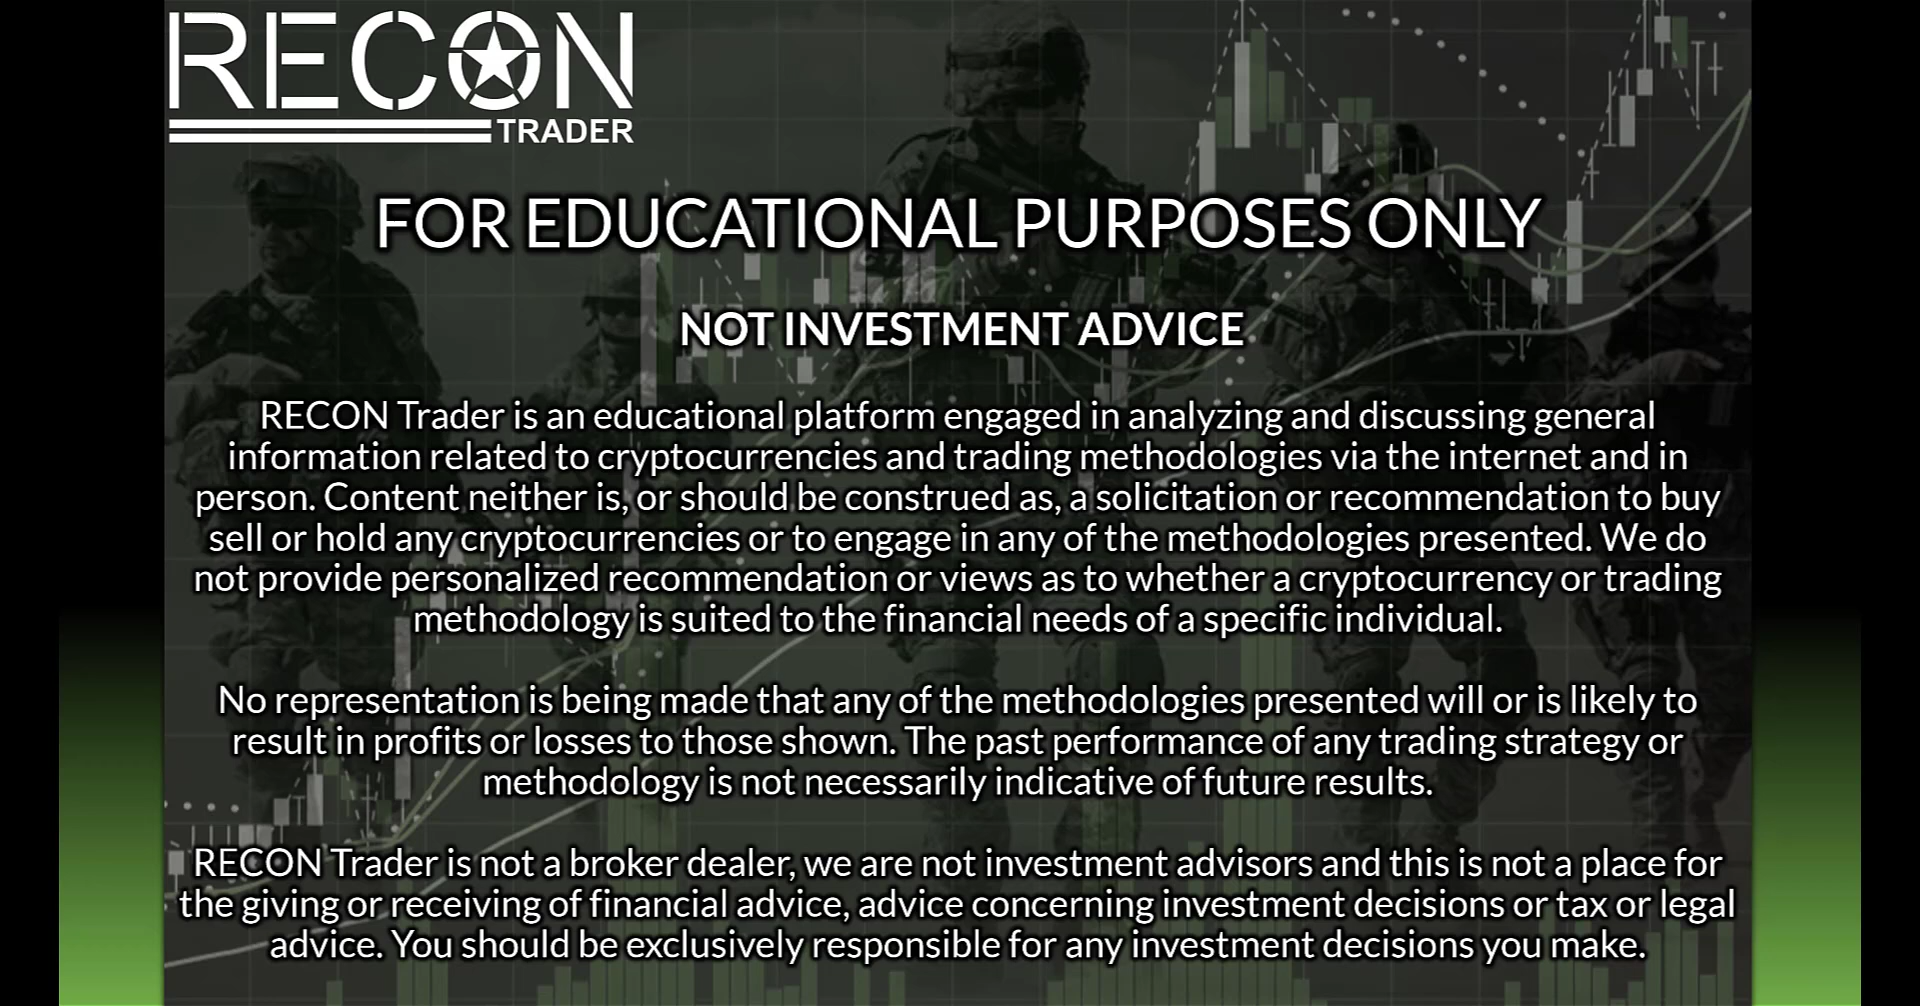 RECON
TRADER
FOR EDUCATIONAL PURPOSES ONLY
NOT INVESTMENT ADVICE
RECON Trader is an educational platform engaged in analyzing and discussing general
information related to cryptocurrencies and trading methodologies via the internet and in
person. Content neither is, or should be construed as, a solicitation or recommendation to buy
sell or hold any cryptocurrencies or to engage in any of the methodologies presented. We do
not provide personalized recommendation or views as to whether a cryptocurrency or trading
methodology is suited to the financial needs of a specific individual.
No representation is being made that any of the methodologies presented will or is likely to
result in profits or losses to those shown. The past performance of any trading strategy or
methodology is not necessarily indicative of future results.
RECON Trader is not a broker dealer, we are not investment advisors and this is not a place for
the giving or receiving of financial advice, advice concerning investment decisions or tax or legal
advice. You should be exclusively responsible for any investment decisions you make.